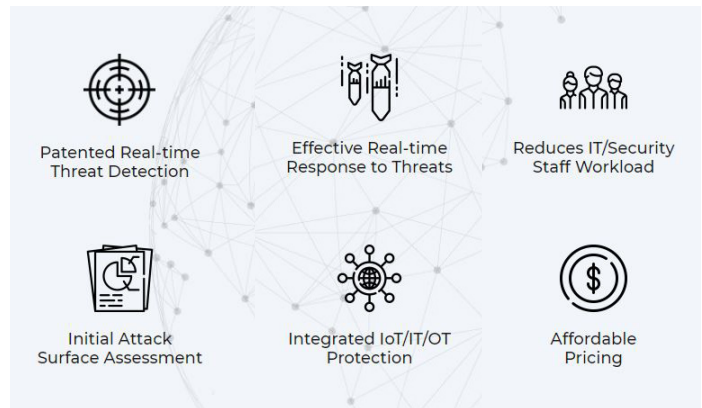 Patented Real-time
Threat Detection
Effective Real-time
Response to Threats
Reduces IT/Security
Staff Workload
Initial Attack
Surface Assessment
Integrated IoT/IT/OT
Protection
Affordable
Pricing